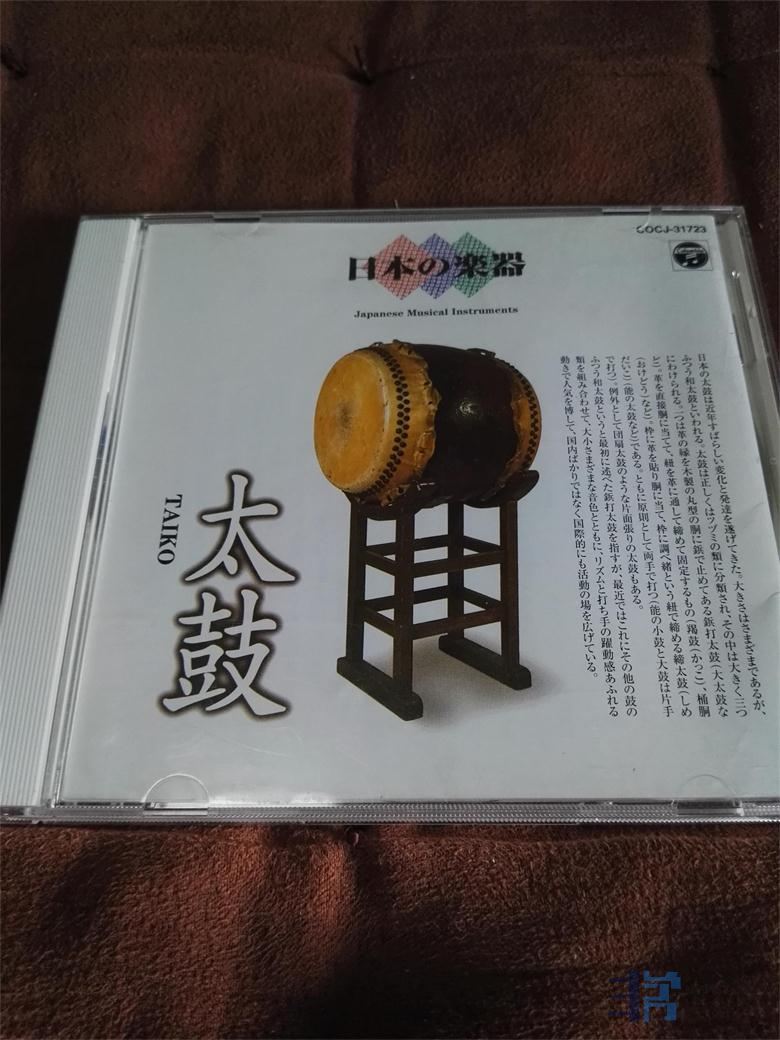 COCJ-31723
日本の楽器
Japanese Musical Instruments
太鼓
TAIKO
日本の太鼓は近年すばらしい変化と発達を遂げてきた。大きさはさまざまであるが、
ふつう和太鼓といわれる。太鼓は正しくはツヅミの類に分類され、その中は大きく三つ
にわけられる。一つは革の縁を木製の丸型の胴に鋲で止めてある鋲打太鼓(大太鼓な
ど)。革を直接胴に当てて、紐を革に通して締めて固定するもの(羯鼓(かっこ)、桶胴
(おけどう)など)。枠に革を貼り胴に当て、枠に調べ緒という紐で締める締太鼓(しめ
だいこ)(能の太鼓など)である。ともに原則として両手で打つ(能の小鼓と大鼓は片手
で打つ)。例外として団扇太鼓のような片面張りの太鼓もある。
ふつう和太鼓というと最初に述べた鋲打太鼓を指すが、最近ではこれにその他の鼓の
類を組み合わせて、大小さまざまな音色とともに、リズムと打ち手の躍動感あふれる
動きで人気を博して、国内ばかりではなく国際的にも活動の場を広げている。